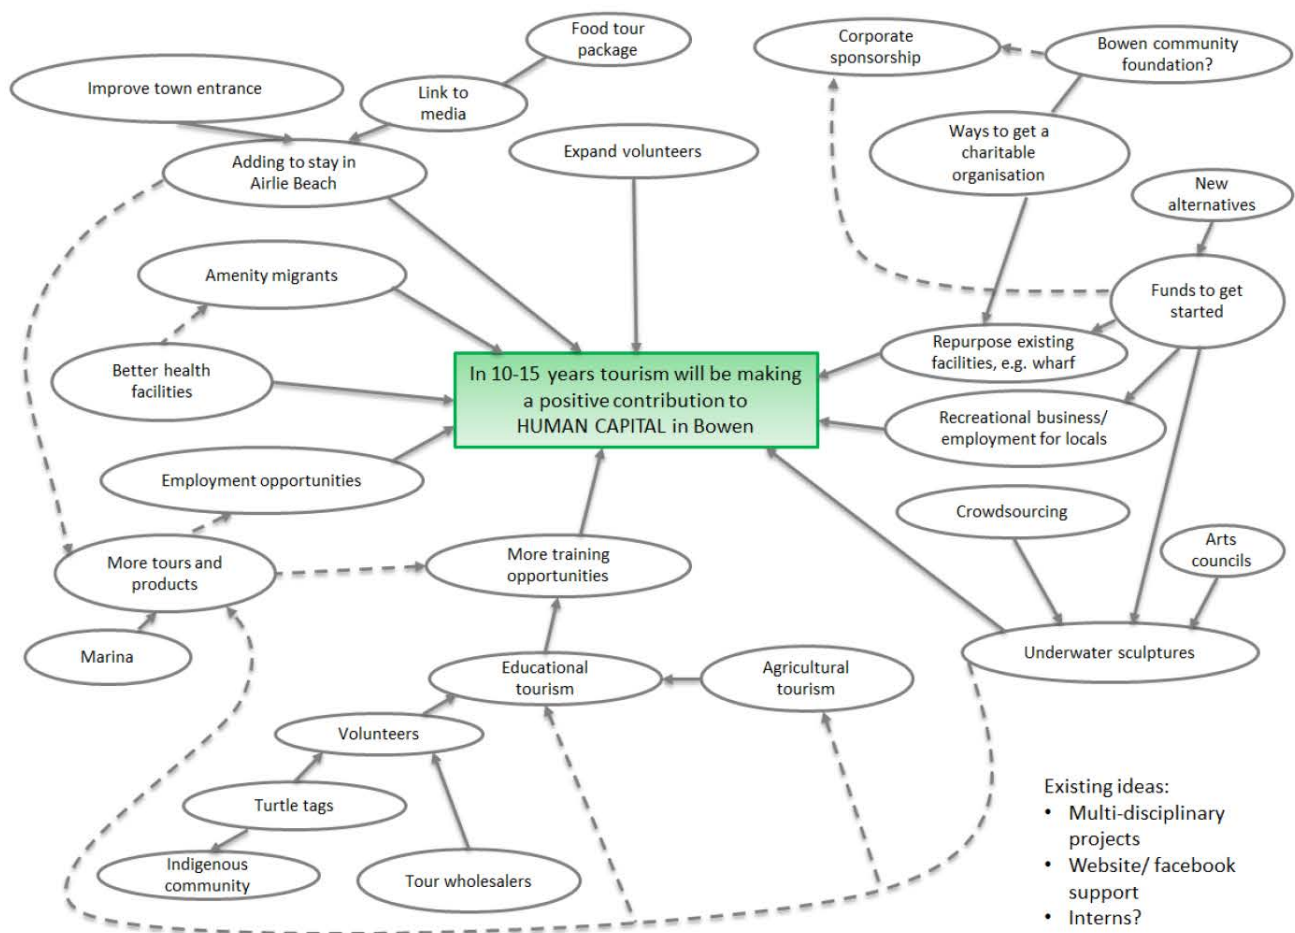 Food tour
package
Corporate
sponsorship
Bowen community
foundation?
Improve town entrance
Link to
media
Ways to get a
charitable
organisation
Expand volunteers
Adding to stay in
Airlie Beach
New
alternatives
Amenity migrants
Funds to get
started
Repurpose existing
facilities, e.g. wharf
Better health
facilities
In 10-15 years tourism will be making
a positive contribution to
HUMAN CAPITAL in Bowen
Recreational business/
employment for locals
Employment opportunities
Crowdsourcing
Arts
councils
More tours and
products
More training
opportunities
Marina
Educational
tourism
Agricultural
tourism
Underwater sculptures
Volunteers
Turtle tags
Indigenous
community
Tour wholesalers
Existing ideas:
• Multi-disciplinary
projects
• Website/ facebook
support
• Interns?